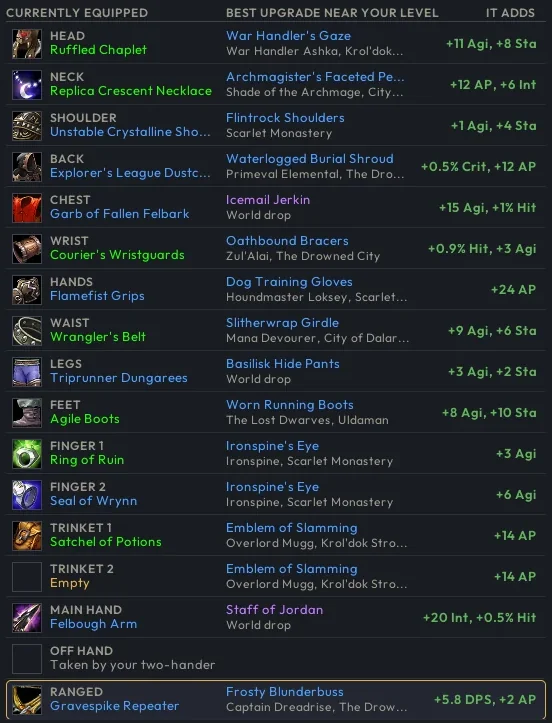 CURRENTLY EQUIPPED BEST UPGRADE NEAR YOUR LEVEL IT ADDS
HEAD
Ruffled Chaplet
War Handler's Gaze
War Handler Ashka, Krol'dok...
+11 Agi, +8 Sta
NECK
Replica Crescent Necklace
Archmagister's Faceted Pe...
Shade of the Archmage, City...
+12 AP, +6 Int
SHOULDER
Unstable Crystalline Sho...
Flintrock Shoulders
Scarlet Monastery
+1 Agi, +4 Sta
BACK
Explorer's League Dustc...
Waterlogged Burial Shroud
Primeval Elemental, The Dro...
+0.5% Crit, +12 AP
CHEST
Garb of Fallen Felbark
Icemail Jerkin
World drop
+15 Agi, +1% Hit
WRIST
Courier's Wristguards
Oathbound Bracers
Zul'Alai, The Drowned City
+0.9% Hit, +3 Agi
HANDS
Flamefist Grips
Dog Training Gloves
Houndmaster Loksey, Scarlet...
+24 AP
WAIST
Wrangler's Belt
Slitherwrap Girdle
Mana Devourer, City of Dalar...
+9 Agi, +6 Sta
LEGS
Triprunner Dungarees
Basilisk Hide Pants
World drop
+3 Agi, +2 Sta
FEET
Agile Boots
Worn Running Boots
The Lost Dwarves, Uldaman
+8 Agi, +10 Sta
FINGER 1
Ring of Ruin
Ironspine's Eye
Ironspine, Scarlet Monastery
+3 Agi
FINGER 2
Seal of Wrynn
Ironspine's Eye
Ironspine, Scarlet Monastery
+6 Agi
TRINKET 1
Satchel of Potions
Emblem of Slamming
Overlord Mugg, Krol'dok Stro...
+14 AP
TRINKET 2
Empty
Emblem of Slamming
Overlord Mugg, Krol'dok Stro...
+14 AP
MAIN HAND
Felbough Arm
Staff of Jordan
World drop
+20 Int, +0.5% Hit
OFF HAND
Taken by your two-hander
RANGED
Gravespike Repeater
Frosty Blunderbuss
Captain Dreadrise, The Drow...
+5.8 DPS, +2 AP